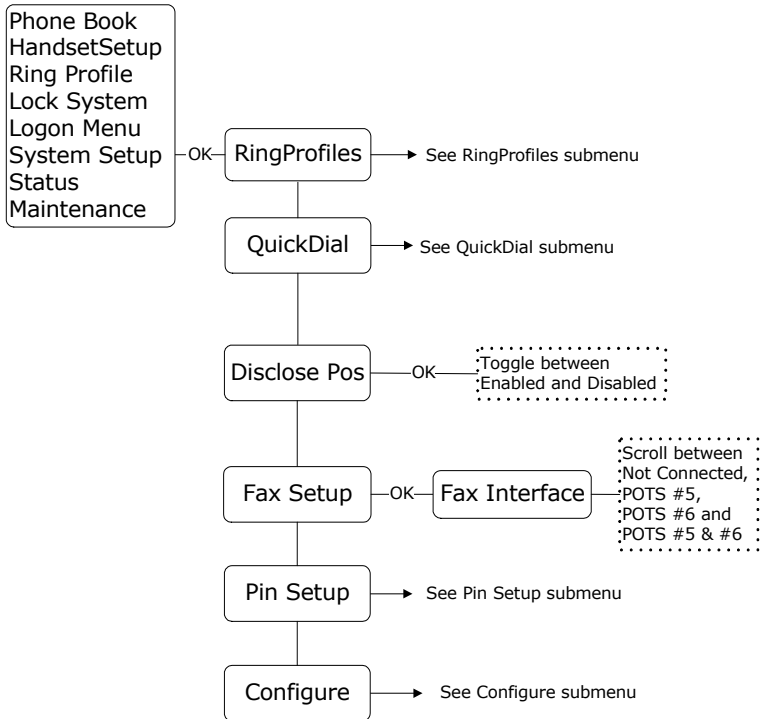 Phone Book
HandsetSetup
Ring Profile
Lock System
Logon Menu
System Setup
Status
Maintenance
OK
RingProfiles
See RingProfiles submenu
QuickDial
See QuickDial submenu
Disclose Pos
OK
Toggle between
Enabled and Disabled
Fax Setup
OK
Fax Interface
Scroll between
Not Connected,
POTS #5,
POTS #6 and
POTS #5 & #6
Pin Setup
See Pin Setup submenu
Configure
See Configure submenu